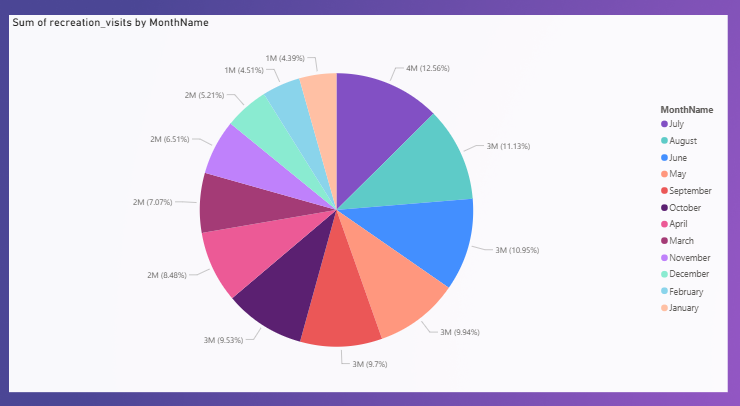 Sum of recreation_visits by MonthName
4M (12.56%)
3M (11.13%)
3M (10.95%)
3M (9.94%)
3M (9.7%)
3M (9.53%)
2M (8.48%)
2M (7.07%)
2M (6.51%)
2M (5.21%)
1M (4.51%)
1M (4.39%)
MonthName
July
August
June
May
September
October
April
March
November
December
February
January